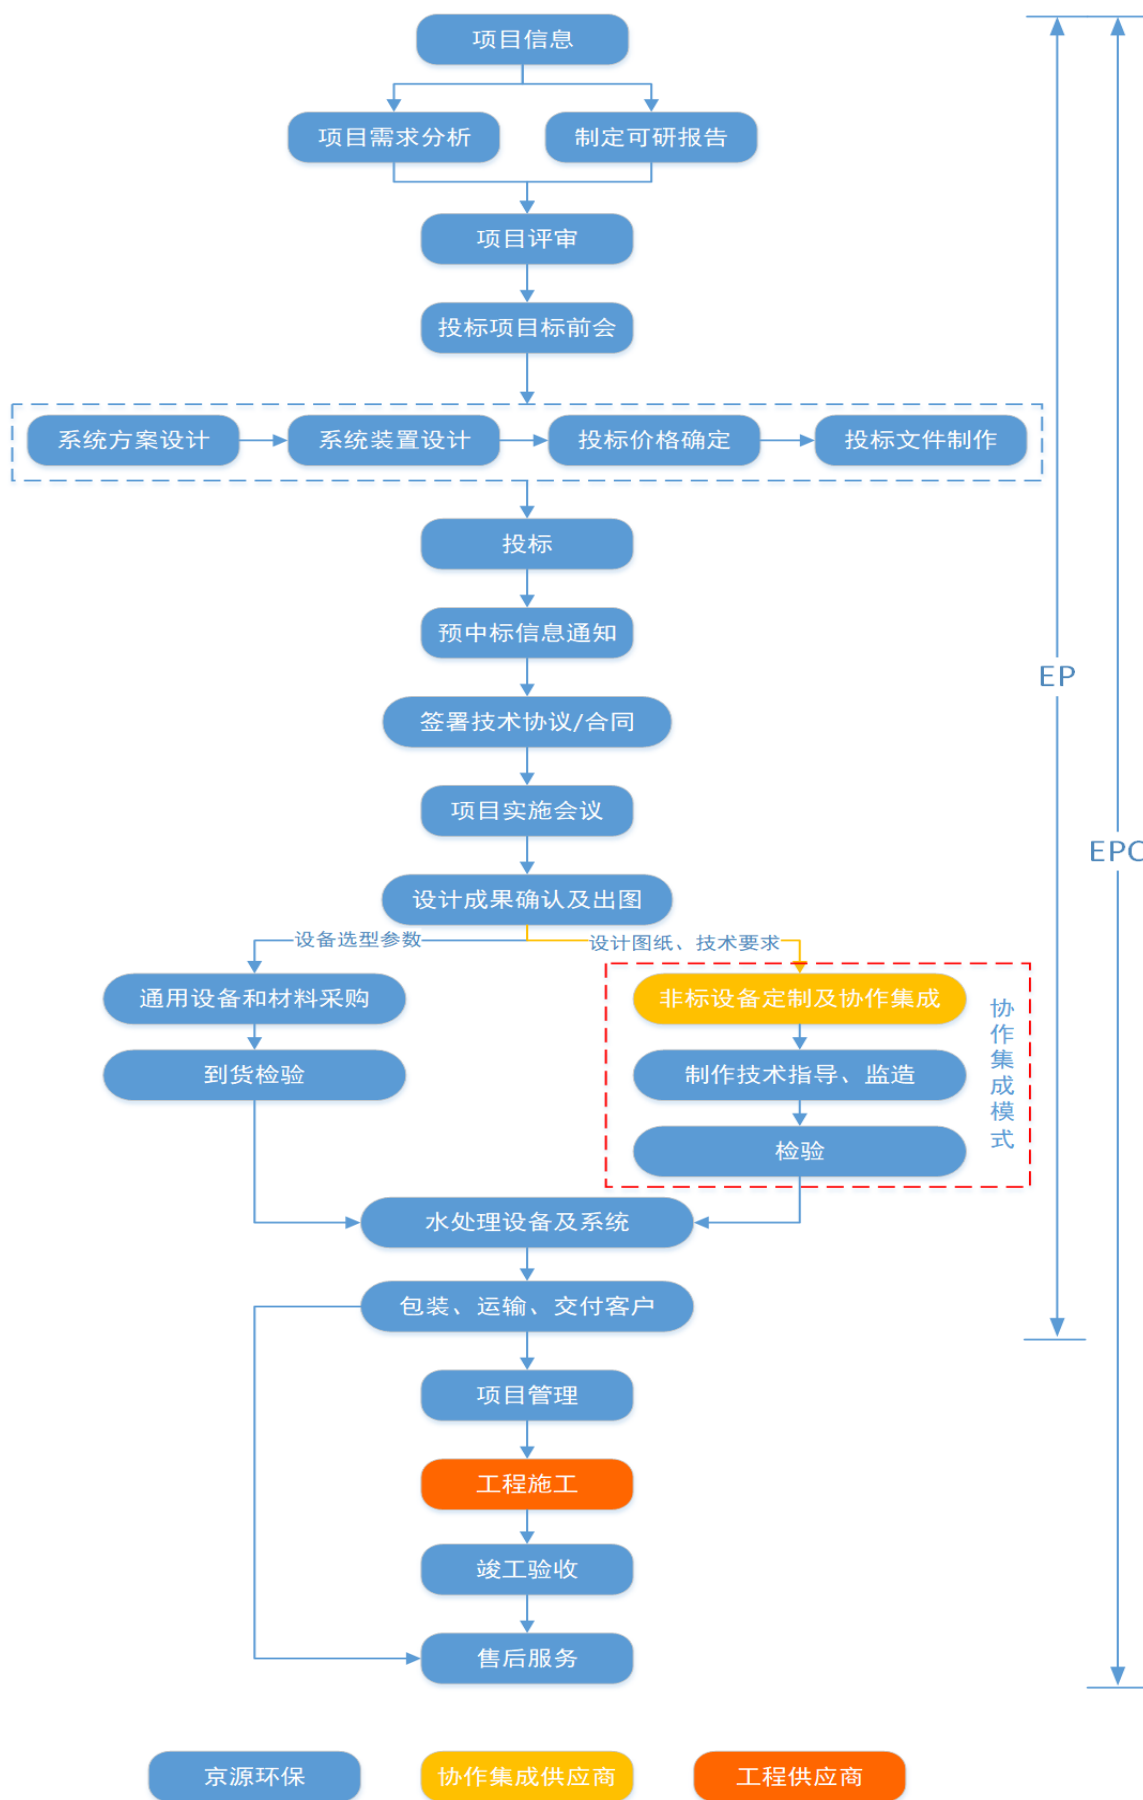 项目信息
项目需求分析
制定可研报告
项目评审
投标项目标前会
系统方案设计
系统装置设计
投标价格确定
投标文件制作
投标
预中标信息通知
EP
签署技术协议/合同
项目实施会议
EPC
设计成果确认及出图
设备选型参数
设计图纸、技术要求
通用设备和材料采购
非标设备定制及协作集成
协作集成模式
到货检验
制作技术指导、监造
检验
水处理设备及系统
包装、运输、交付客户
项目管理
工程施工
竣工验收
售后服务
京源环保
协作集成供应商
工程供应商